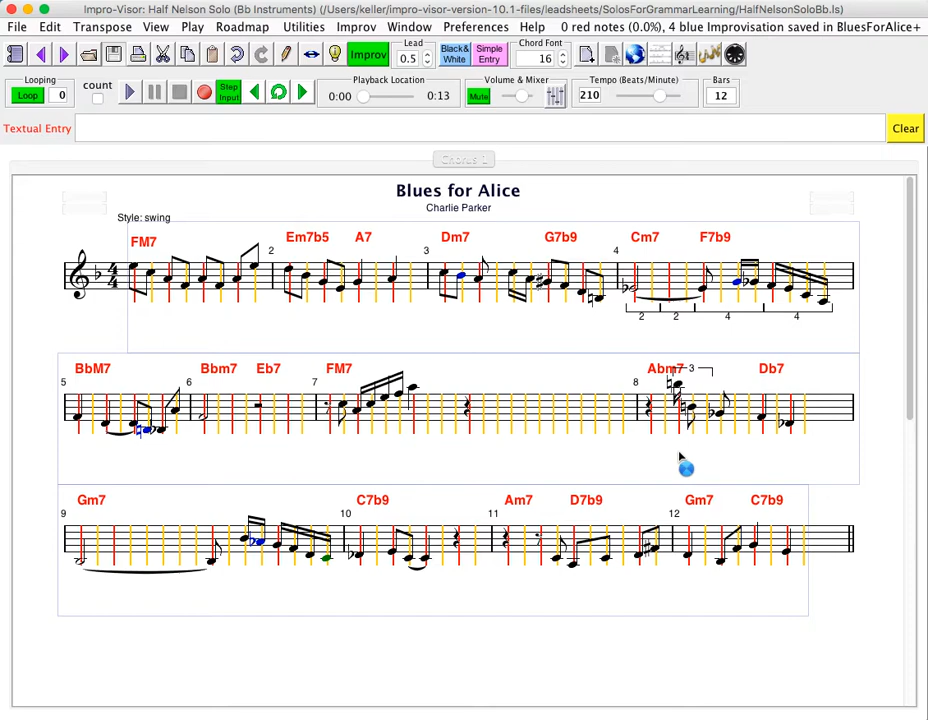 Impro-Visor: Half Nelson Solo (Bb Instruments) (/Users/keller/impro-visor-version-10.1-files/leadsheets/SolosForGrammarLearning/HalfNelsonSoloBb.ls)
File Edit Transpose View Play Roadmap Utilities Improv Window Preferences Help 0 red notes (0.0%), 4 blue Improvisation saved in BluesForAlice+
Improv Lead 0.5 Black & White Simple Entry Chord Font 16
Looping Loop 0 count Step Input Playback Location 0:00 0:13 Volume & Mixer Mute Tempo (Beats/Minute) 210 Bars 12
Textual Entry Clear
Chorus 1
Blues for Alice
Charlie Parker
Style: swing
FM7 Em7b5 A7 Dm7 G7b9 Cm7 F7b9
2 3 4
4 4
2 2 4 4
BbM7 Bbm7 Eb7 FM7 Abm7 3 Db7
5 6 7 8
Gm7 C7b9 Am7 D7b9 Gm7 C7b9
9 10 11 12